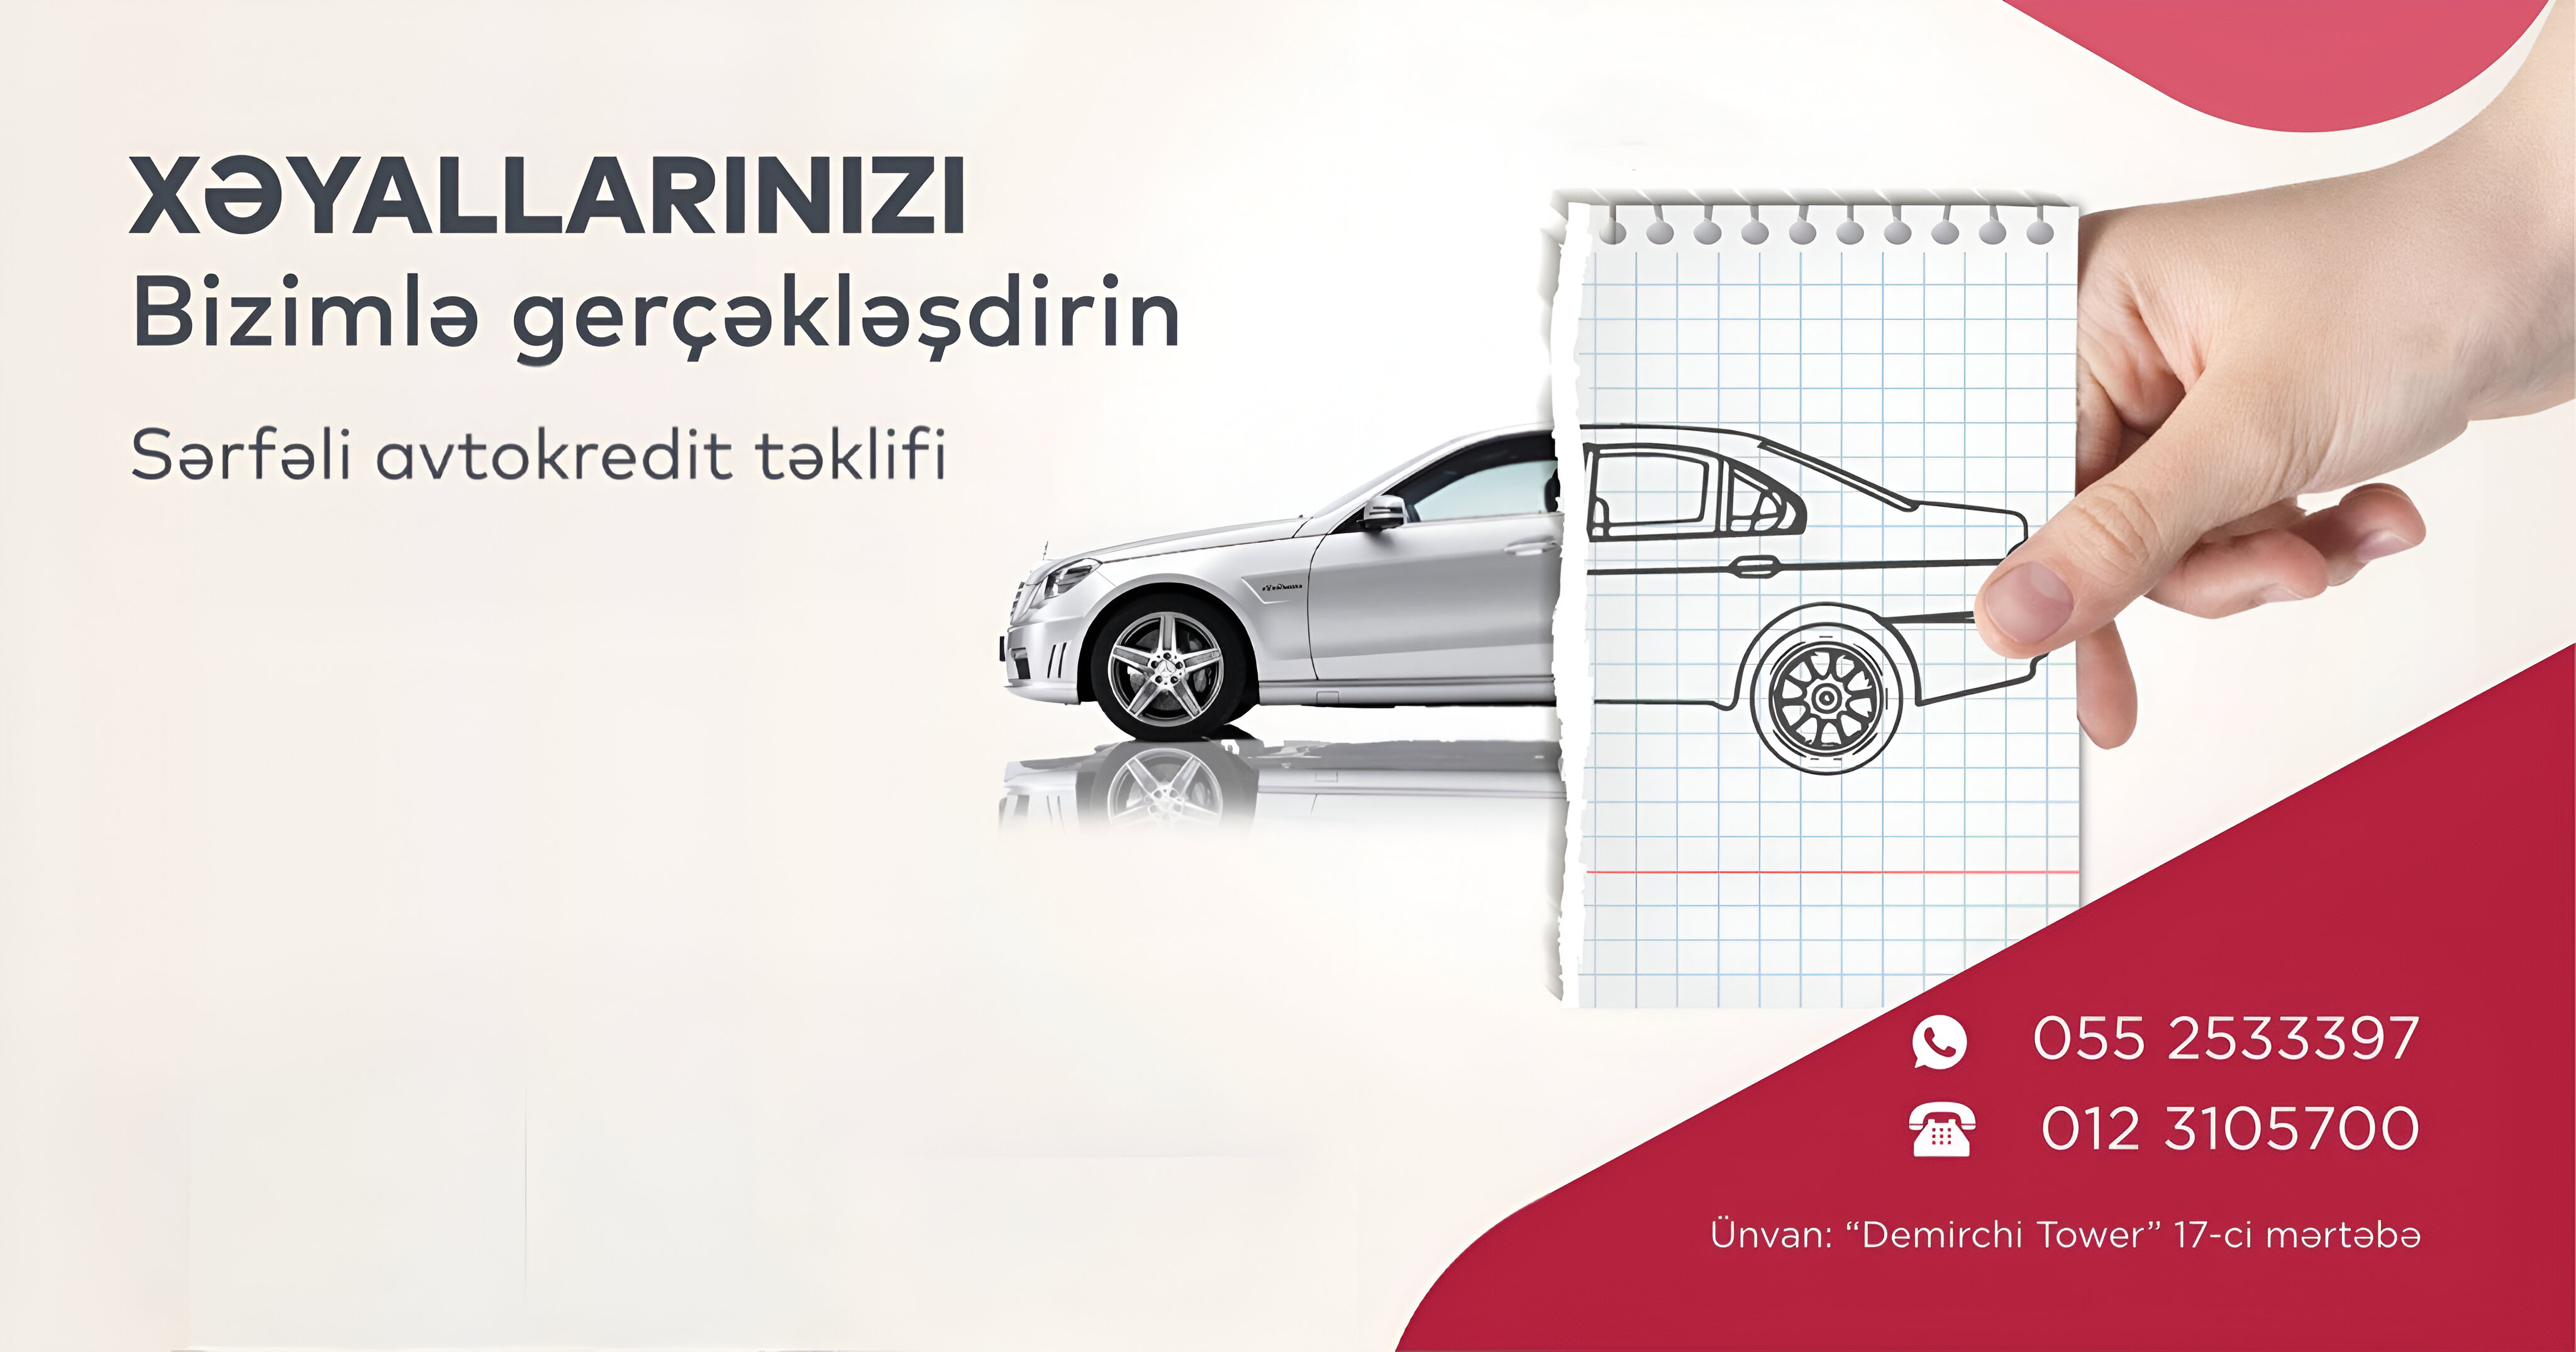 XƏYALLARINIZI
Bizimlə gerçəkləşdirin
Sərfəli avtokredit təklifi
055 2533397
012 3105700
Ünvan: “Demirchi Tower” 17-ci mərtəbə